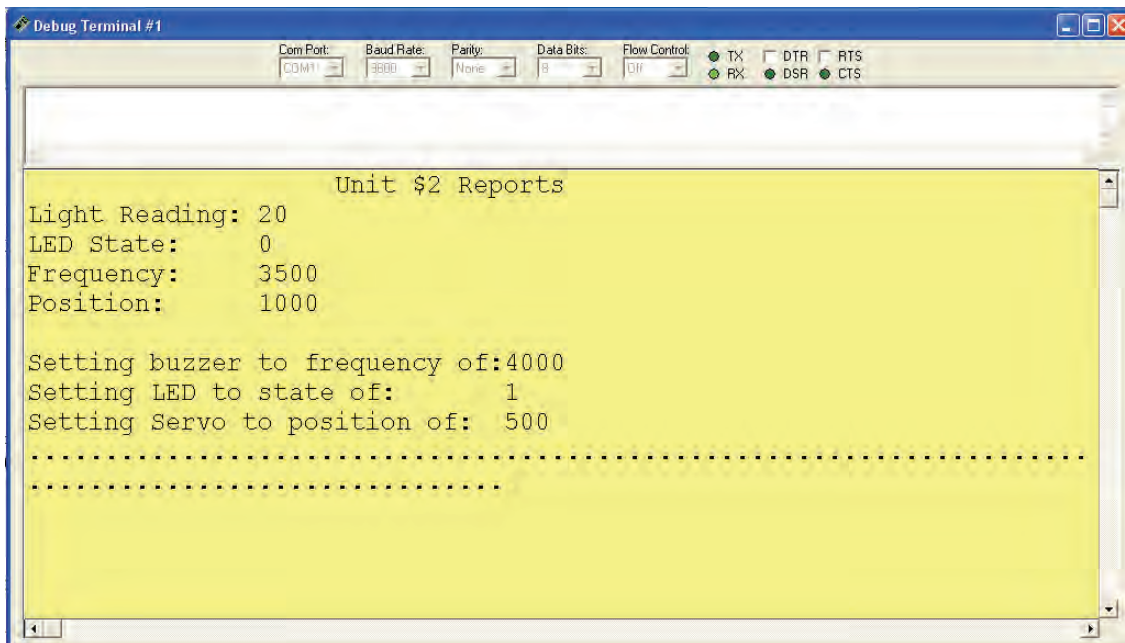 Debug Terminal #1
Com Port: Baud Rate: Parity: Data Bits: Flow Control:
COM1 9600 None 8 Off
TX DTR RTS
RX DSR CTS
Unit $2 Reports
Light Reading: 20
LED State: 0
Frequency: 3500
Position: 1000
Setting buzzer to frequency of:4000
Setting LED to state of: 1
Setting Servo to position of: 500
.....................................................................
...............................